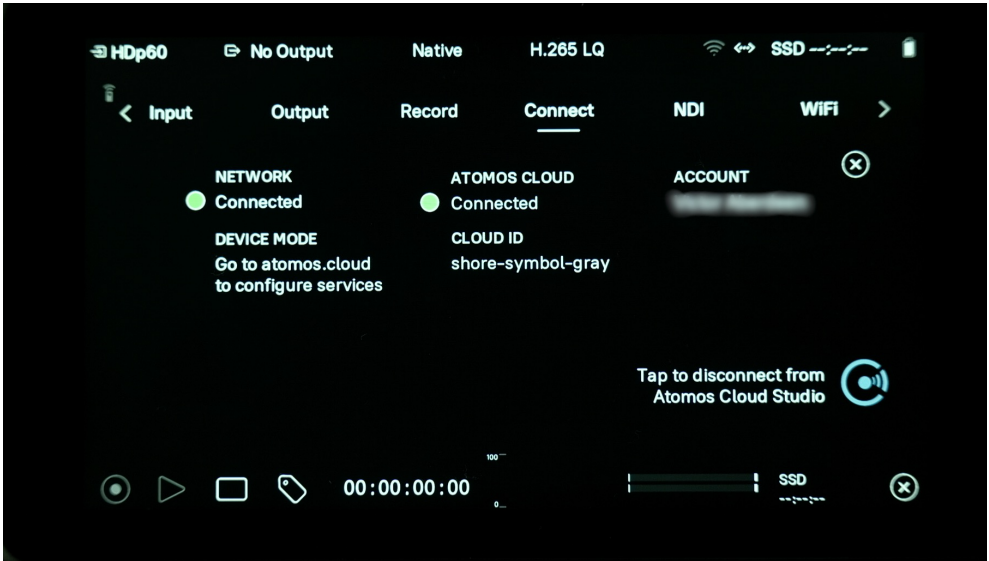 HDp60
No Output
Native
H.265 LQ
SSD --:--:--
Input
Output
Record
Connect
NDI
WiFi
NETWORK
Connected
ATOMOS CLOUD
Connected
ACCOUNT
DEVICE MODE
Go to atomos.cloud
to configure services
CLOUD ID
shore-symbol-gray
Tap to disconnect from
Atomos Cloud Studio
00:00:00:00
100
0
SSD
--:--:--